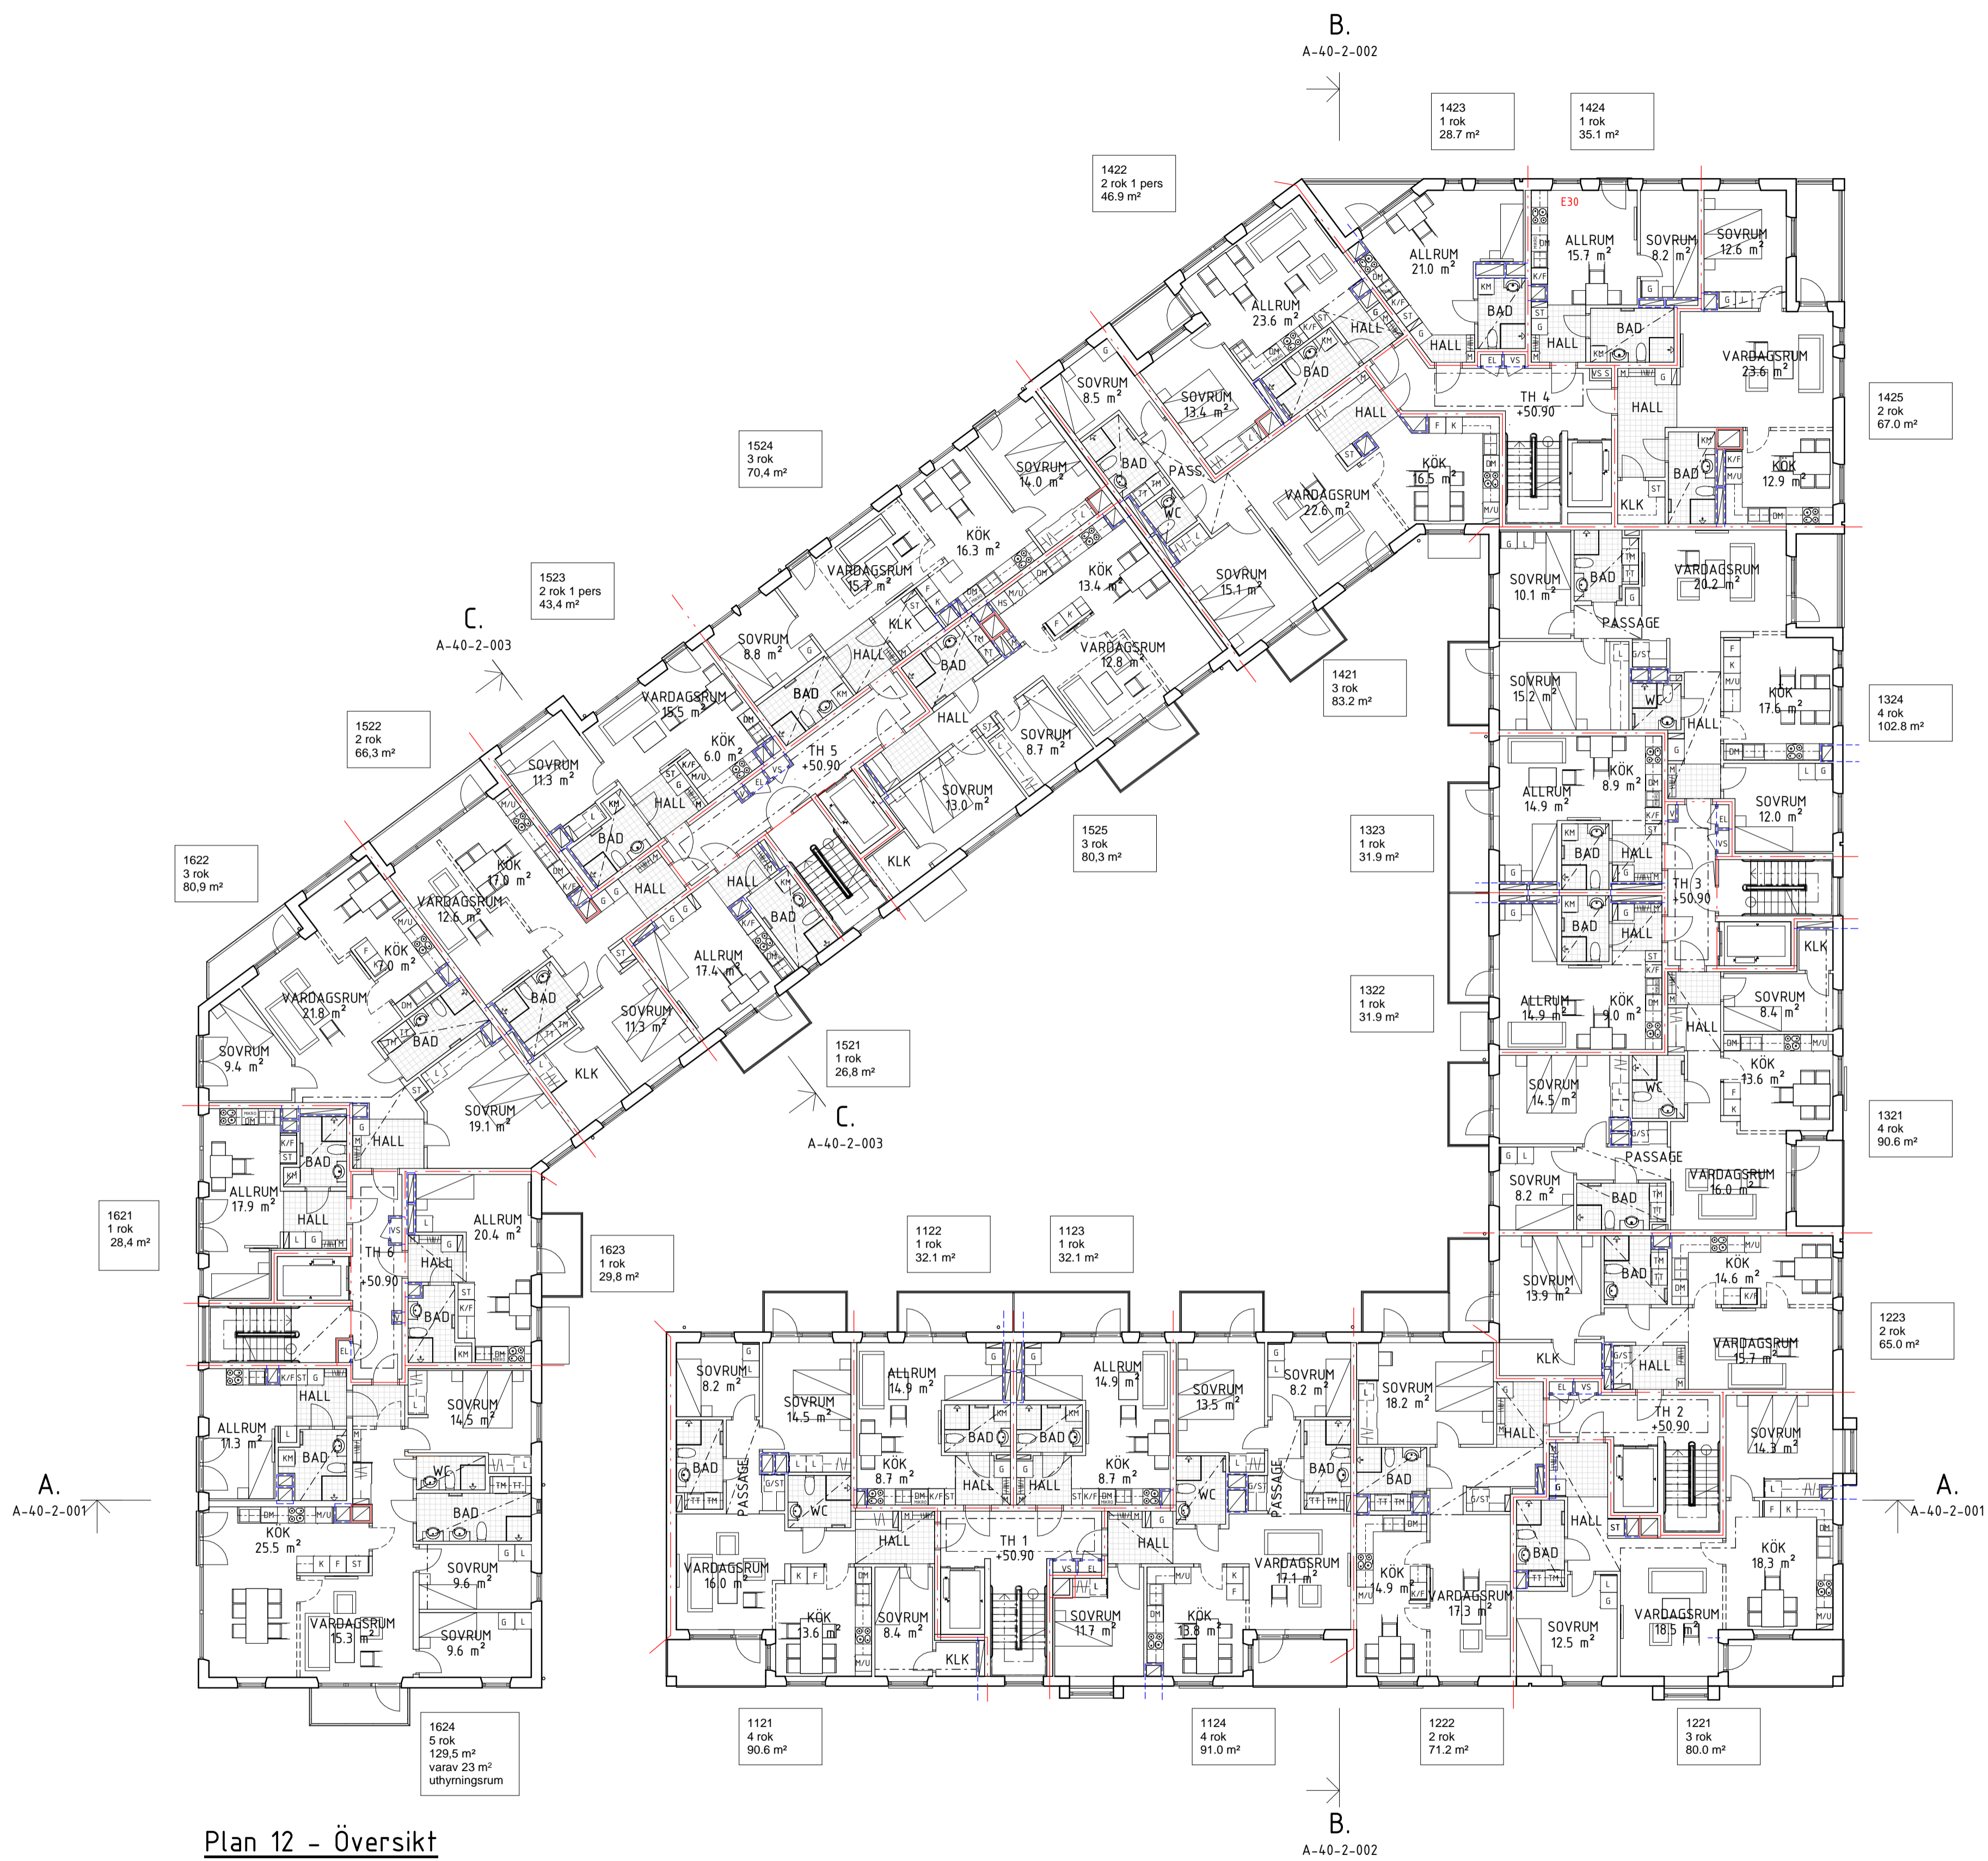 B.
A-40-2-002
1423
1 rok
28.7 m²
1424
1 rok
35.1 m²
1422
2 rok 1 pers
46.9 m²
E30
ALLRUM
21.0 m²
ALLRUM
15.7 m²
SOVRUM
8.2 m²
SOVRUM
12.6 m²
ALLRUM
23.6 m²
HALL
BAD
HALL
BAD
HALL
BAD
VARDAGSRUM
23.6 m²
BAD
SOVRUM
8.5 m²
SOVRUM
13.4 m²
TH 4
+50.90
HALL
HALL
1425
2 rok
67.0 m²
1524
3 rok
70,4 m²
SOVRUM
14.0 m²
BAD
PASS.
WC
VARDAGSRUM
22.6 m²
KÖK
16.5 m²
BAD
KLK
KÖK
12.9 m²
KÖK
16.3 m²
VARDAGSRUM
15.7 m²
KÖK
13.4 m²
SOVRUM
15.1 m²
SOVRUM
10.1 m²
BAD
VARDAGSRUM
20.2 m²
PASSAGE
1523
2 rok 1 pers
43,4 m²
C.
A-40-2-003
SOVRUM
8.8 m²
KLK
HALL
BAD
BAD
VARDAGSRUM
12.8 m²
1421
3 rok
83.2 m²
SOVRUM
15.2 m²
WC
HALL
KÖK
17.6 m²
1324
4 rok
102.8 m²
1522
2 rok
66,3 m²
VARDAGSRUM
15.5 m²
KÖK
6.0 m²
TH 5
+50.90
HALL
SOVRUM
8.7 m²
SOVRUM
11.3 m²
HALL
BAD
SOVRUM
13.0 m²
KLK
1525
3 rok
80,3 m²
1323
1 rok
31.9 m²
ALLRUM
14.9 m²
KÖK
8.9 m²
BAD
HALL
SOVRUM
12.0 m²
TH 3
+50.90
1622
3 rok
80,9 m²
KÖK
17.0 m²
VARDAGSRUM
12.6 m²
HALL
HALL
BAD
ALLRUM
17.4 m²
BAD
HALL
KLK
KÖK
7.0 m²
VARDAGSRUM
21.8 m²
BAD
SOVRUM
11.3 m²
KLK
BAD
SOVRUM
9.4 m²
SOVRUM
19.1 m²
1322
1 rok
31.9 m²
ALLRUM
14.9 m²
KÖK
9.0 m²
HALL
SOVRUM
8.4 m²
1521
1 rok
26,8 m²
C.
A-40-2-003
SOVRUM
14.5 m²
WC
KÖK
13.6 m²
1321
4 rok
90.6 m²
PASSAGE
SOVRUM
8.2 m²
BAD
VARDAGSRUM
16.0 m²
BAD
HALL
ALLRUM
17.9 m²
HALL
1621
1 rok
28,4 m²
ALLRUM
20.4 m²
HALL
TH 6
+50.90
BAD
1623
1 rok
29,8 m²
1122
1 rok
32.1 m²
1123
1 rok
32.1 m²
SOVRUM
13.9 m²
BAD
KÖK
14.6 m²
VARDAGSRUM
15.7 m²
1223
2 rok
65.0 m²
KLK
HALL
HALL
ALLRUM
11.3 m²
BAD
SOVRUM
14.5 m²
WC
BAD
KÖK
25.5 m²
SOVRUM
9.6 m²
VARDAGSRUM
15.3 m²
SOVRUM
9.6 m²
SOVRUM
8.2 m²
SOVRUM
14.5 m²
ALLRUM
14.9 m²
ALLRUM
14.9 m²
SOVRUM
13.5 m²
SOVRUM
8.2 m²
SOVRUM
18.2 m²
HALL
TH 2
+50.90
SOVRUM
14.3 m²
BAD
PASSAGE
WC
KÖK
8.7 m²
BAD
HALL
BAD
HALL
KÖK
8.7 m²
WC
PASSAGE
BAD
BAD
A.
A-40-2-001
A.
A-40-2-001
VARDAGSRUM
16.0 m²
HALL
TH 1
+50.90
HALL
VARDAGSRUM
17.1 m²
KÖK
14.9 m²
VARDAGSRUM
17.3 m²
HALL
BAD
KÖK
18.3 m²
KÖK
13.6 m²
SOVRUM
8.4 m²
KLK
SOVRUM
11.7 m²
KÖK
13.8 m²
SOVRUM
12.5 m²
VARDAGSRUM
18.5 m²
1624
5 rok
129,5 m²
varav 23 m²
uthyrningsrum
1121
4 rok
90.6 m²
1124
4 rok
91.0 m²
1222
2 rok
71.2 m²
1221
3 rok
80.0 m²
B.
A-40-2-002
Plan 12 - Översikt